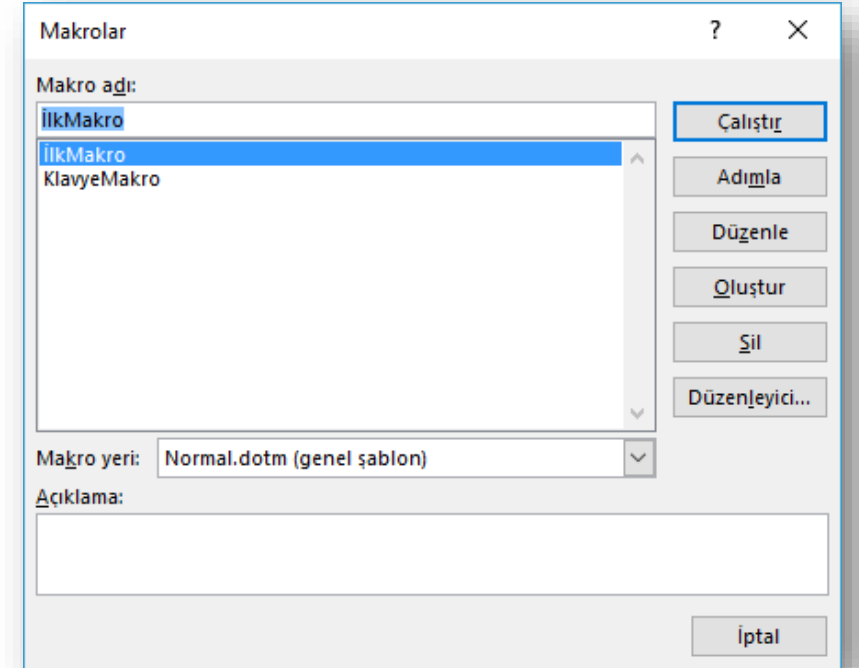 Makrolar ?
Makro adı:
İlkMakro
Çalıştır
İlkMakro
KlavyeMakro
Adımla
Düzenle
Oluştur
Sil
Düzenleyici...
Makro yeri: Normal.dotm (genel şablon)
Açıklama:
İptal